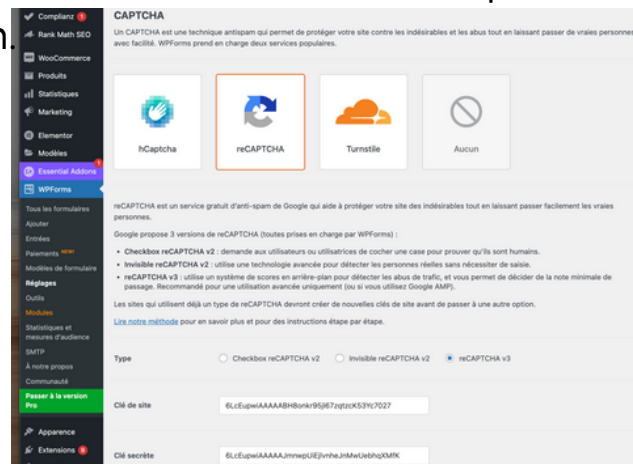 n.
Complianz 1
Rank Math SEO
WooCommerce
Produits
Statistiques
Marketing
Elementor
Modèles
Essential Addons
WPForms
Tous les formulaires
Ajouter
Entrées
Paiements NEW!
Modèles de formulaire
Réglages
Outils
Modules
Statistiques et
mesures d'audience
SMTP
À notre propos
Communauté
Passer à la version
Pro
Apparence
Extensions
CAPTCHA
Un CAPTCHA est une technique antispam qui permet de protéger votre site contre les indésirables et les abus tout en laissant passer de vraies personnes
avec facilité. WPForms prend en charge deux services populaires.
hCaptcha
reCAPTCHA
Turnstile
Aucun
reCAPTCHA est un service gratuit d'anti-spam de Google qui aide à protéger votre site des indésirables tout en laissant passer facilement les vraies
personnes.
Google propose 3 versions de reCAPTCHA (toutes prises en charge par WPForms) :
• Checkbox reCAPTCHA v2 : demande aux utilisateurs ou utilisatrices de cocher une case pour prouver qu'ils sont humains.
• Invisible reCAPTCHA v2 : utilise une technologie avancée pour détecter les personnes réelles sans nécessiter de saisie.
• reCAPTCHA v3 : utilise un système de scores en arrière-plan pour détecter les abus de trafic, et vous permet de décider de la note minimale de
passage. Recommandé pour une utilisation avancée uniquement (ou si vous utilisez Google AMP).
Les sites qui utilisent déjà un type de reCAPTCHA devront créer de nouvelles clés de site avant de passer à une autre option.
Lire notre méthode pour en savoir plus et pour des instructions étape par étape.
Type
Checkbox reCAPTCHA v2
Invisible reCAPTCHA v2
reCAPTCHA v3
Clé de site
Clé secrète